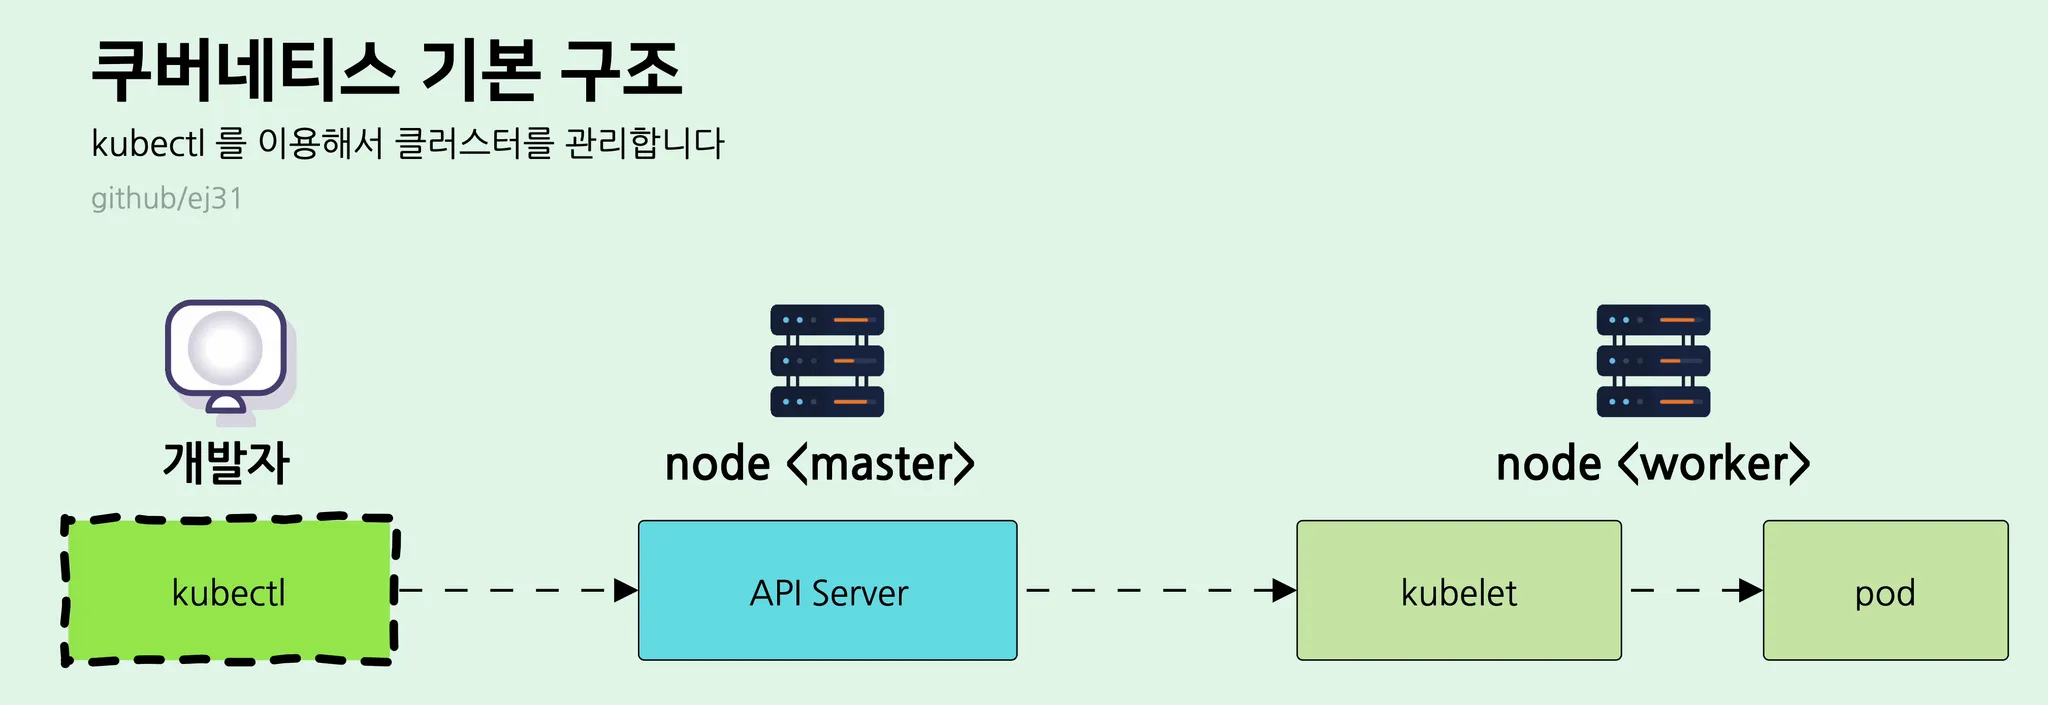 쿠버네티스 기본 구조
kubectl 를 이용해서 클러스터를 관리합니다
github/ej31
개발자
node <master>
node <worker>
kubectl
API Server
kubelet
pod